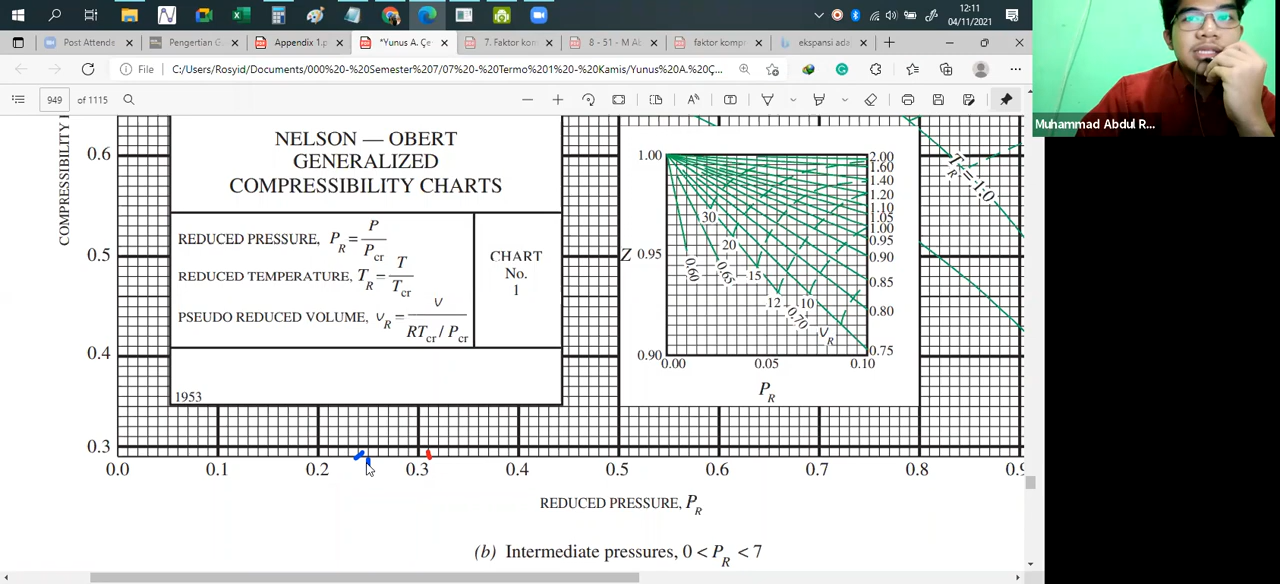 12:11
04/11/2021
Post Attende
Pengertian G.
Appendix 1.p
*Yunus A. Çe
7. Faktor kon
8 - 51 - M Ab
faktor kompr
ekspansi ada
File
C:/Users/Rosyid/Documents/000%20-%20Semester%207/07%20-%20Termo%201%20-%20Kamis/Yunus%20A.%20Ç...
949 of 1115
Muhammad Abdul R...
COMPRESSIBILITY
NELSON — OBERT
GENERALIZED
COMPRESSIBILITY CHARTS
REDUCED PRESSURE, P_R = P / P_cr
REDUCED TEMPERATURE, T_R = T / T_cr
PSEUDO REDUCED VOLUME, v_R = v / RT_cr / P_cr
CHART
No.
1
1953
0.6
0.5
0.4
0.3
0.0 0.1 0.2 0.3 0.4 0.5 0.6 0.7 0.8 0.9
REDUCED PRESSURE, P_R
Z
1.00
0.95
0.90
0.00 0.05 0.10
P_R
2.00
1.60
1.40
1.20
1.10
1.05
1.00
0.95
0.90
0.85
0.80
0.75
30
20
15
12
10
v_R
0.60
0.65
0.70
T_R = 1.0
(b) Intermediate pressures, 0 < P_R < 7